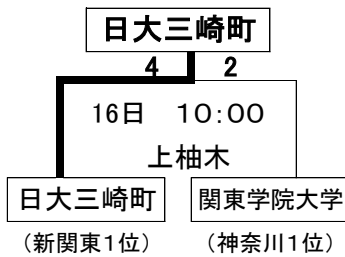 日大三崎町
4 2
16日 10:00
上柚木
日大三崎町 関東学院大学
(新関東1位) (神奈川1位)